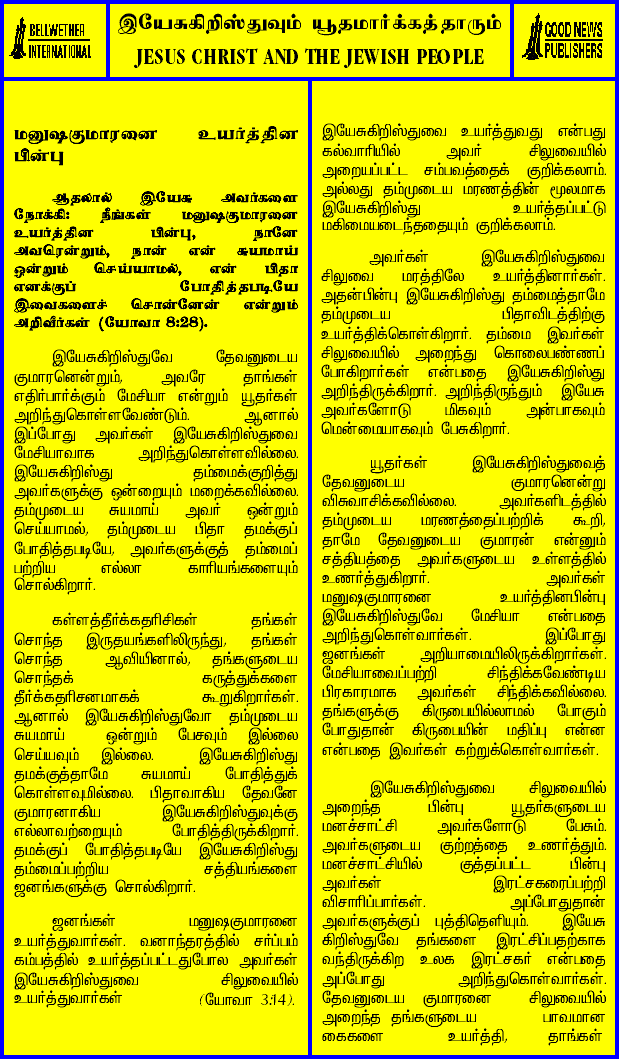 BELLWETHER
INTERNATIONAL
இயேசுகிறிஸ்துவும் யூதமார்க்கத்தாரும்
JESUS CHRIST AND THE JEWISH PEOPLE
GOOD NEWS
PUBLISHERS
மனுஷகுமாரனை உயர்த்தின
பின்பு
ஆதலால் இயேசு அவர்களை
நோக்கி: நீங்கள் மனுஷகுமாரனை
உயர்த்தின பின்பு, நானே
அவரென்றும், நான் என் சுயமாய்
ஒன்றும் செய்யாமல், என் பிதா
எனக்குப் போதித்தபடியே
இவைகளைச் சொன்னேன் என்றும்
அறிவீர்கள் (யோவா 8:28).
இயேசுகிறிஸ்துவே தேவனுடைய
குமாரனென்றும், அவரே தாங்கள்
எதிர்பார்க்கும் மேசியா என்றும் யூதர்கள்
அறிந்துகொள்ளவேண்டும். ஆனால்
இப்போது அவர்கள் இயேசுகிறிஸ்துவை
மேசியாவாக அறிந்துகொள்ளவில்லை.
இயேசுகிறிஸ்து தம்மைக்குறித்து
அவர்களுக்கு ஒன்றையும் மறைக்கவில்லை.
தம்முடைய சுயமாய் அவர் ஒன்றும்
செய்யாமல், தம்முடைய பிதா தமக்குப்
போதித்தபடியே, அவர்களுக்குத் தம்மைப்
பற்றிய எல்லா காரியங்களையும்
சொல்கிறார்.
கள்ளத்தீர்க்கதரிசிகள் தங்கள்
சொந்த இருதயங்களிலிருந்து, தங்கள்
சொந்த ஆவியினால், தங்களுடைய
சொந்தக் கருத்துக்களை
தீர்க்கதரிசனமாகக் கூறுகிறார்கள்.
ஆனால் இயேசுகிறிஸ்துவோ தம்முடைய
சுயமாய் ஒன்றும் பேசவும் இல்லை
செய்யவும் இல்லை. இயேசுகிறிஸ்து
தமக்குத்தாமே சுயமாய் போதித்துக்
கொள்ளவுமில்லை. பிதாவாகிய தேவனே
குமாரனாகிய இயேசுகிறிஸ்துவுக்கு
எல்லாவற்றையும் போதித்திருக்கிறார்.
தமக்குப் போதித்தபடியே இயேசுகிறிஸ்து
தம்மைப்பற்றிய சத்தியங்களை
ஜனங்களுக்கு சொல்கிறார்.
ஜனங்கள் மனுஷகுமாரனை
உயர்த்துவார்கள். வனாந்தரத்தில் சர்ப்பம்
கம்பத்தில் உயர்த்தப்பட்டதுபோல அவர்கள்
இயேசுகிறிஸ்துவை சிலுவையில்
உயர்த்துவார்கள் (யோவா 3:14).
இயேசுகிறிஸ்துவை உயர்த்துவது என்பது
கல்வாரியில் அவர் சிலுவையில்
அறையப்பட்ட சம்பவத்தைக் குறிக்கலாம்.
அல்லது தம்முடைய மரணத்தின் மூலமாக
இயேசுகிறிஸ்து உயர்த்தப்பட்டு
மகிமையடைந்ததையும் குறிக்கலாம்.
அவர்கள் இயேசுகிறிஸ்துவை
சிலுவை மரத்திலே உயர்த்தினார்கள்.
அதன்பின்பு இயேசுகிறிஸ்து தம்மைத்தாமே
தம்முடைய பிதாவிடத்திற்கு
உயர்த்திக்கொள்கிறார். தம்மை இவர்கள்
சிலுவையில் அறைந்து கொலைபண்ணப்
போகிறார்கள் என்பதை இயேசுகிறிஸ்து
அறிந்திருக்கிறார். அறிந்திருந்தும் இயேசு
அவர்களோடு மிகவும் அன்பாகவும்
மென்மையாகவும் பேசுகிறார்.
யூதர்கள் இயேசுகிறிஸ்துவைத்
தேவனுடைய குமாரனென்று
விசுவாசிக்கவில்லை. அவர்களிடத்தில்
தம்முடைய மரணத்தைப்பற்றிக் கூறி,
தாமே தேவனுடைய குமாரன் என்னும்
சத்தியத்தை அவர்களுடைய உள்ளத்தில்
உணர்த்துகிறார். அவர்கள்
மனுஷகுமாரனை உயர்த்தினபின்பு
இயேசுகிறிஸ்துவே மேசியா என்பதை
அறிந்துகொள்வார்கள். இப்போது
ஜனங்கள் அறியாமையிலிருக்கிறார்கள்.
மேசியாவைப்பற்றி சிந்திக்கவேண்டிய
பிரகாரமாக அவர்கள் சிந்திக்கவில்லை.
தங்களுக்கு கிருபையில்லாமல் போகும்
போதுதான் கிருபையின் மதிப்பு என்ன
என்பதை இவர்கள் கற்றுக்கொள்வார்கள்.
இயேசுகிறிஸ்துவை சிலுவையில்
அறைந்த பின்பு யூதர்களுடைய
மனச்சாட்சி அவர்களோடு பேசும்.
அவர்களுடைய குற்றத்தை உணர்த்தும்.
மனச்சாட்சியில் குத்தப்பட்ட பின்பு
அவர்கள் இரட்சகரைப்பற்றி
விசாரிப்பார்கள். அப்போதுதான்
அவர்களுக்குப் புத்திதெளியும். இயேசு
கிறிஸ்துவே தங்களை இரட்சிப்பதற்காக
வந்திருக்கிற உலக இரட்சகர் என்பதை
அப்போது அறிந்துகொள்வார்கள்.
தேவனுடைய குமாரனை சிலுவையில்
அறைந்த தங்களுடைய பாவமான
கைகளை உயர்த்தி, தாங்கள்